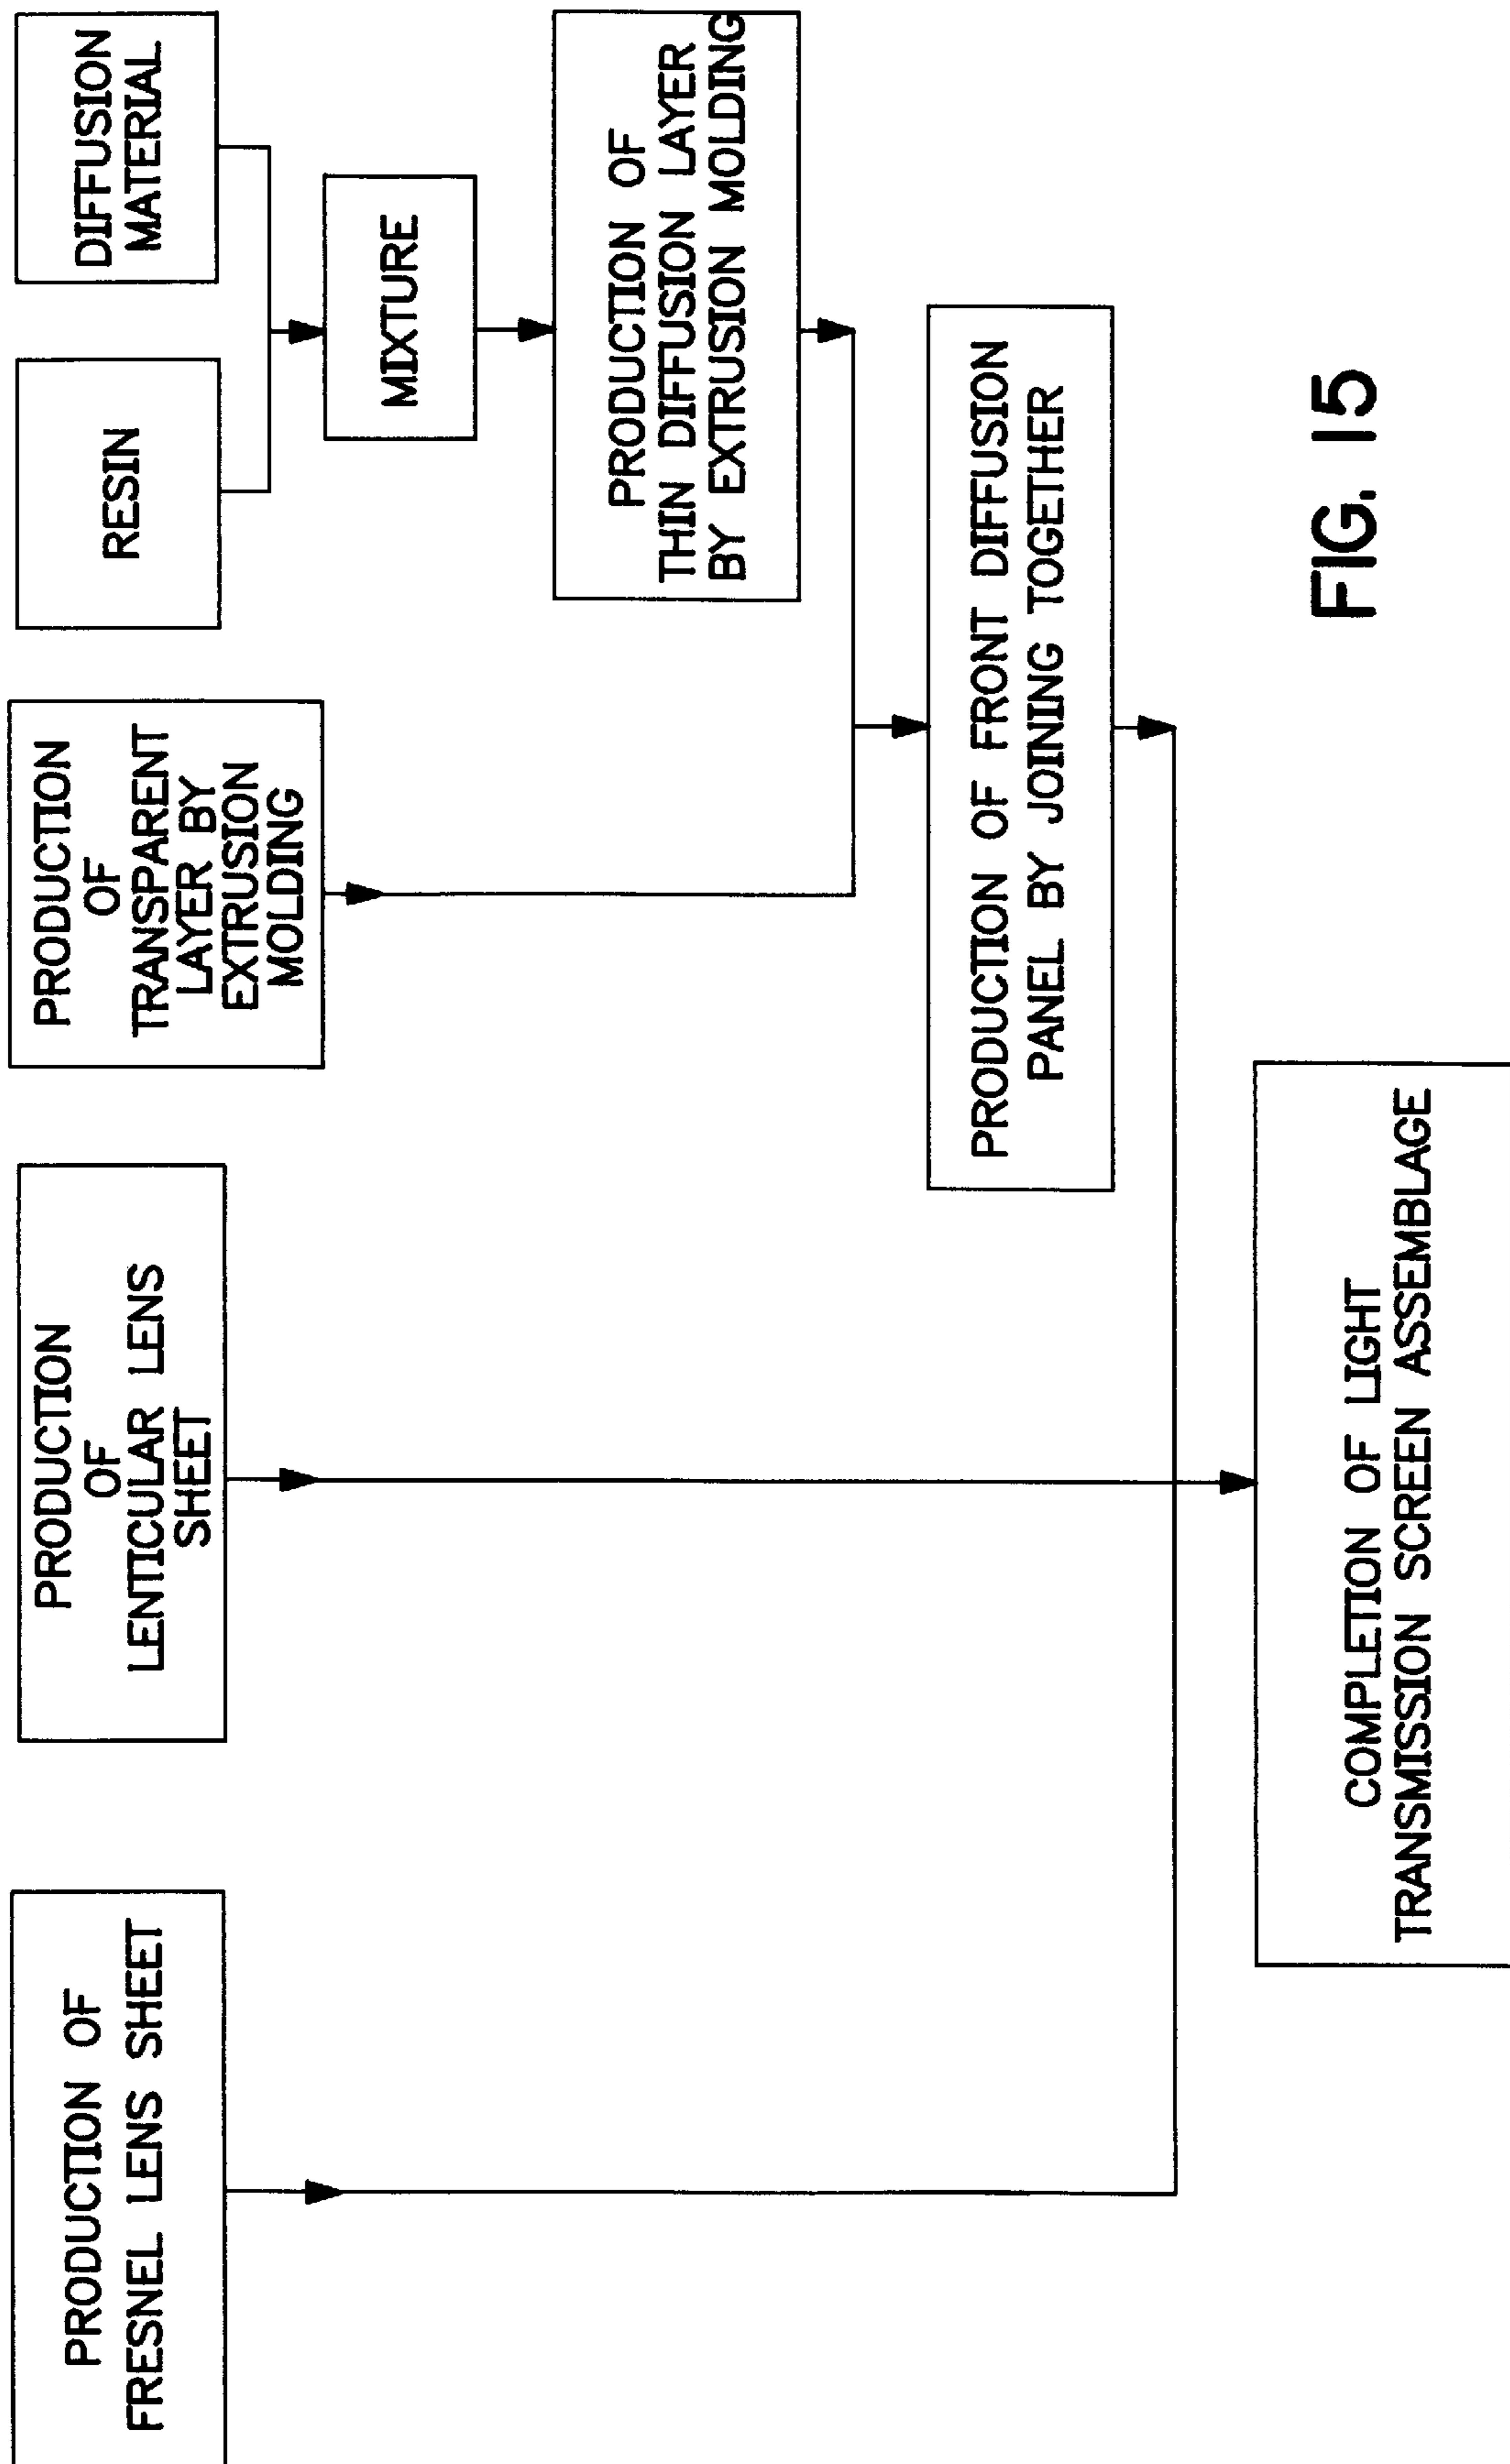 PRODUCTION OF
FRESNEL LENS SHEET
PRODUCTION
OF
LENTICULAR LENS
SHEET
PRODUCTION
OF
TRANSPARENT
LAYER BY
EXTRUSION
MOLDING
RESIN
DIFFUSION
MATERIAL
MIXTURE
PRODUCTION OF
THIN DIFFUSION LAYER
BY EXTRUSION MOLDING
PRODUCTION OF FRONT DIFFUSION
PANEL BY JOINING TOGETHER
COMPLETION OF LIGHT
TRANSMISSION SCREEN ASSEMBLAGE
FIG. 15